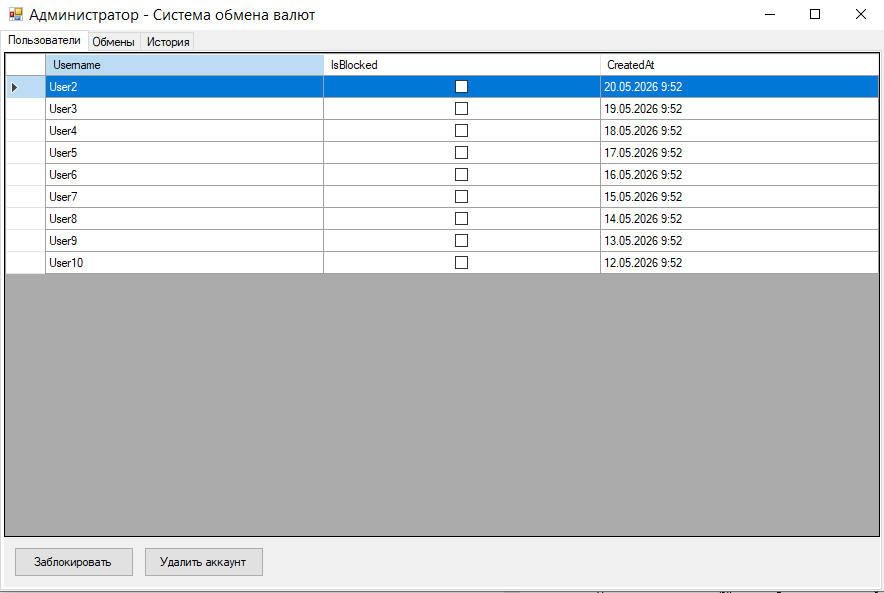 Администратор - Система обмена валют
Пользователи Обмены История
Username IsBlocked CreatedAt
User2 20.05.2026 9:52
User3 19.05.2026 9:52
User4 18.05.2026 9:52
User5 17.05.2026 9:52
User6 16.05.2026 9:52
User7 15.05.2026 9:52
User8 14.05.2026 9:52
User9 13.05.2026 9:52
User10 12.05.2026 9:52
Заблокировать Удалить аккаунт